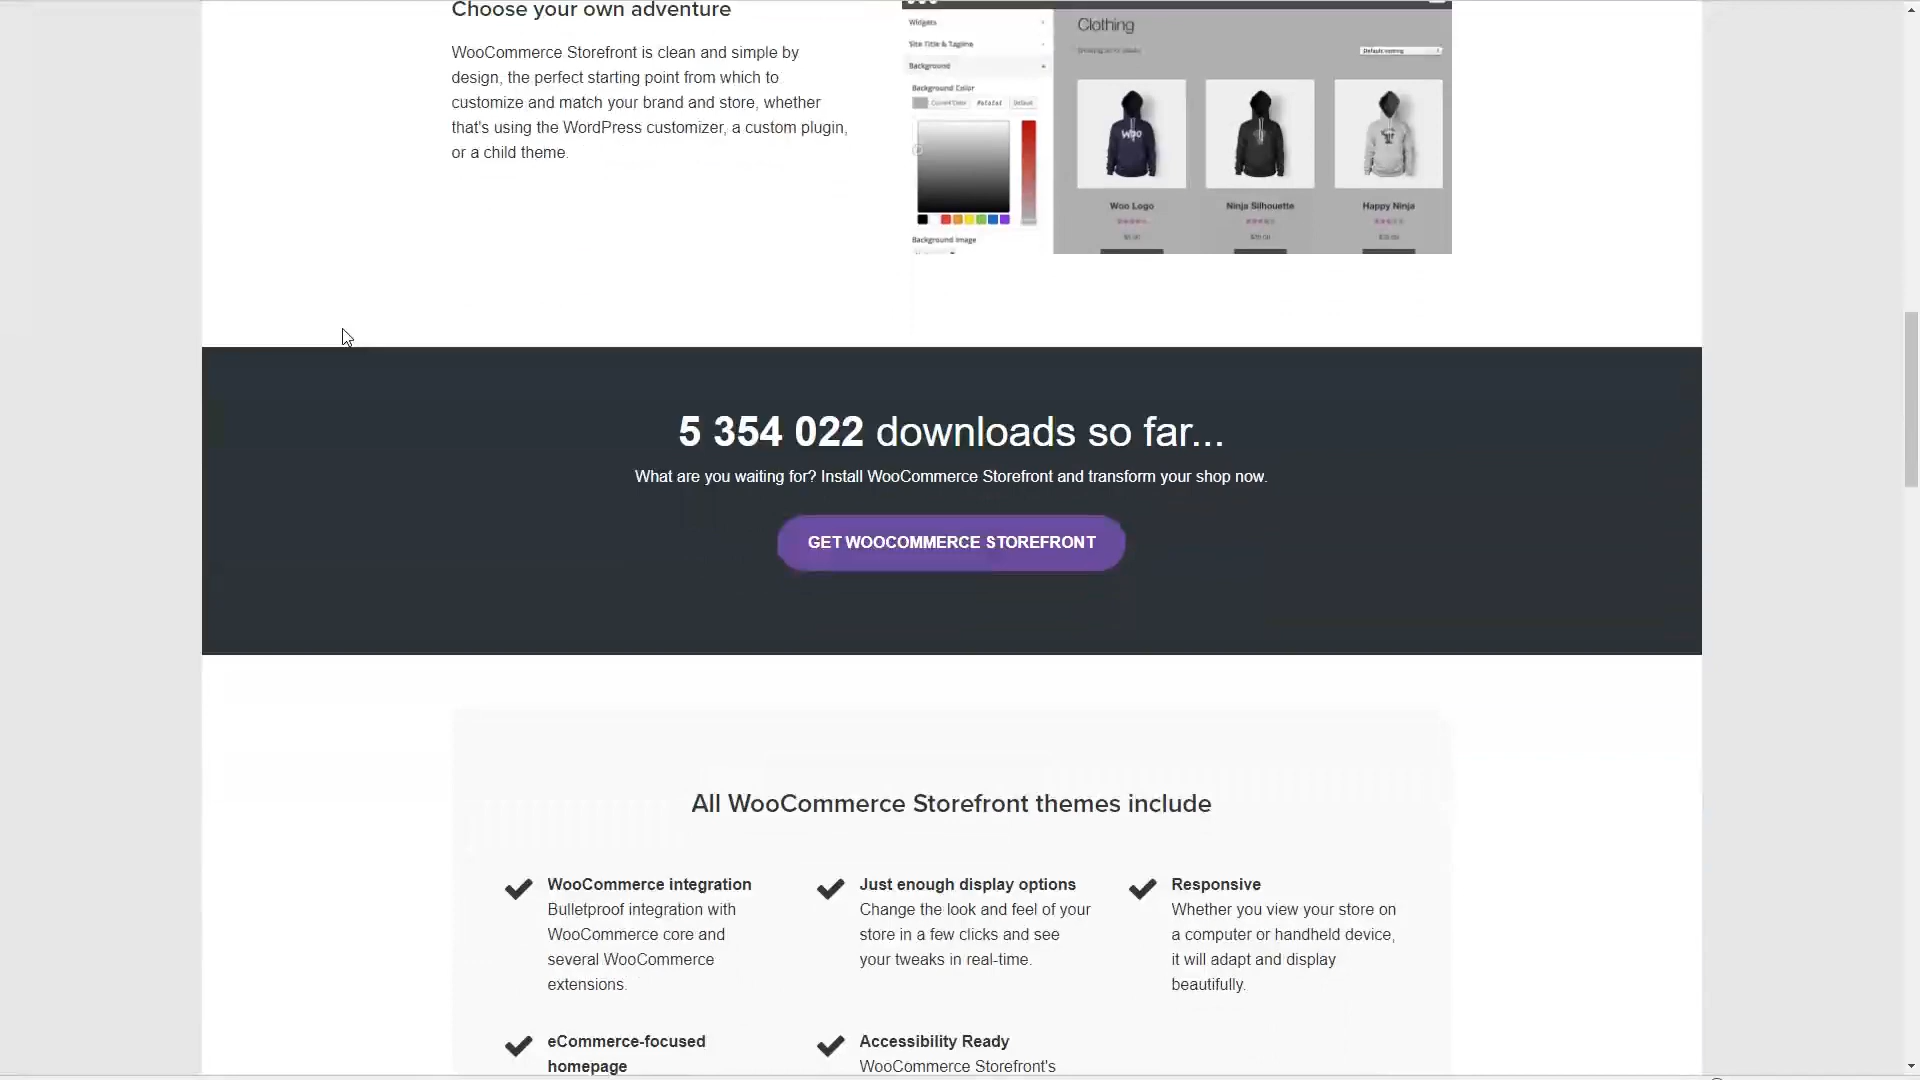 Choose your own adventure
WooCommerce Storefront is clean and simple by
design, the perfect starting point from which to
customize and match your brand and store, whether
that's using the WordPress customizer, a custom plugin,
or a child theme.
Widgets
Site Title & Tagline
Background
Background Color
Current Color Default
Background Image
Clothing
Default sorting
Woo
Woo Logo
Ninja Silhouette
Happy Ninja
5 354 022 downloads so far...
What are you waiting for? Install WooCommerce Storefront and transform your shop now.
GET WOOCOMMERCE STOREFRONT
All WooCommerce Storefront themes include
WooCommerce integration
Bulletproof integration with
WooCommerce core and
several WooCommerce
extensions.
Just enough display options
Change the look and feel of your
store in a few clicks and see
your tweaks in real-time.
Responsive
Whether you view your store on
a computer or handheld device,
it will adapt and display
beautifully.
eCommerce-focused
homepage
Accessibility Ready
WooCommerce Storefront's